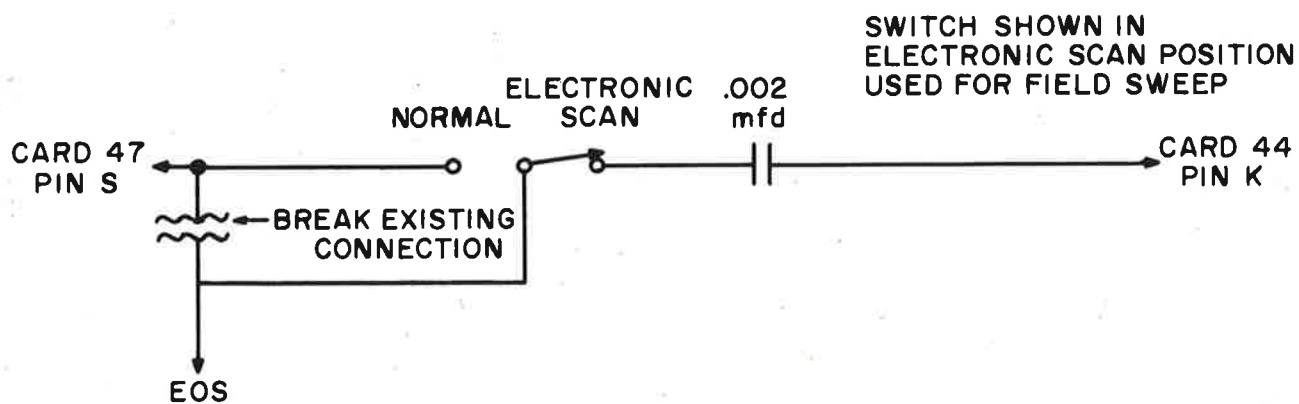 SWITCH SHOWN IN
ELECTRONIC SCAN POSITION
USED FOR FIELD SWEEP
ELECTRONIC
SCAN
.002
mfd
NORMAL
CARD 47
PIN S
CARD 44
PIN K
BREAK EXISTING
CONNECTION
EOS